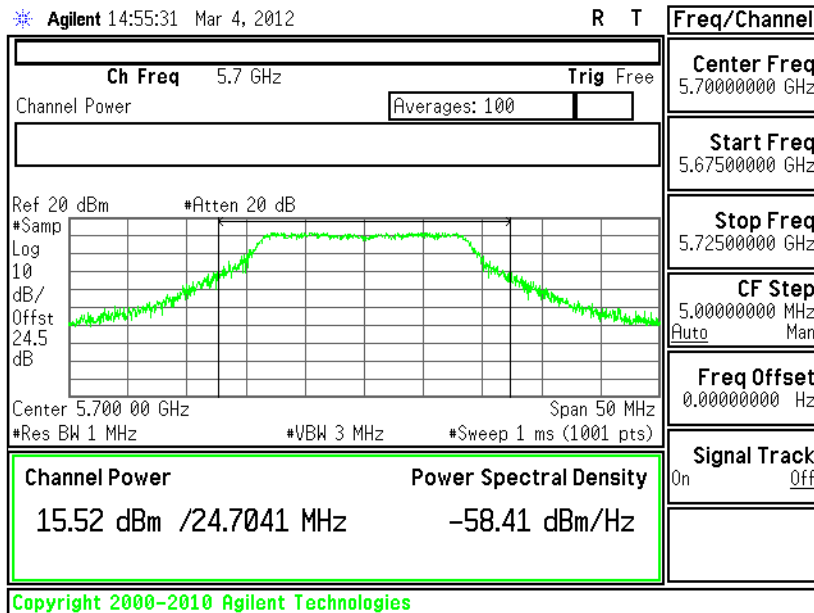 Agilent 14:55:31 Mar 4, 2012 R T
Freq/Channel
Ch Freq 5.7 GHz Trig Free
Channel Power Averages: 100
Ref 20 dBm #Atten 20 dB
#Samp
Log
10
dB/
Offst
24.5
dB
Center 5.700 00 GHz Span 50 MHz
#Res BW 1 MHz #VBW 3 MHz #Sweep 1 ms (1001 pts)
Channel Power Power Spectral Density
15.52 dBm /24.7041 MHz -58.41 dBm/Hz
Center Freq
5.70000000 GHz
Start Freq
5.67500000 GHz
Stop Freq
5.72500000 GHz
CF Step
5.00000000 MHz
Auto Man
Freq Offset
0.00000000 Hz
Signal Track
On Off
Copyright 2000-2010 Agilent Technologies